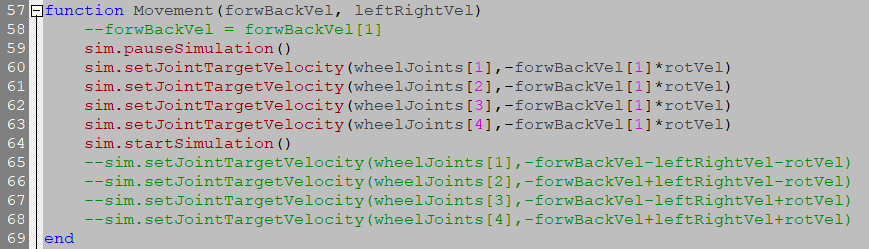 57 function Movement(forwBackVel, leftRightVel)
58 --forwBackVel = forwBackVel[1]
59 sim.pauseSimulation()
60 sim.setJointTargetVelocity(wheelJoints[1],-forwBackVel[1]*rotVel)
61 sim.setJointTargetVelocity(wheelJoints[2],-forwBackVel[1]*rotVel)
62 sim.setJointTargetVelocity(wheelJoints[3],-forwBackVel[1]*rotVel)
63 sim.setJointTargetVelocity(wheelJoints[4],-forwBackVel[1]*rotVel)
64 sim.startSimulation()
65 --sim.setJointTargetVelocity(wheelJoints[1],-forwBackVel-leftRightVel-rotVel)
66 --sim.setJointTargetVelocity(wheelJoints[2],-forwBackVel+leftRightVel-rotVel)
67 --sim.setJointTargetVelocity(wheelJoints[3],-forwBackVel-leftRightVel+rotVel)
68 --sim.setJointTargetVelocity(wheelJoints[4],-forwBackVel+leftRightVel+rotVel)
69 end